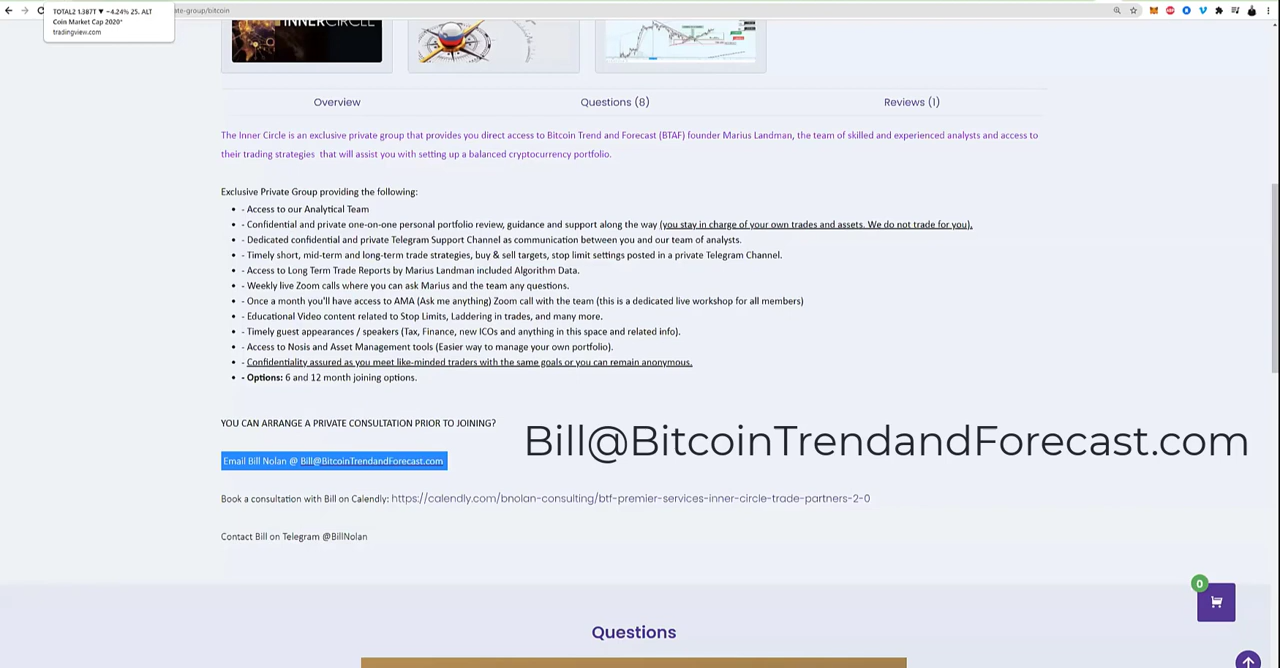 TOTAL2 1.387T ▼ −4.24% 25. ALT
Coin Market Cap 2020*
tradingview.com
ate-group/bitcoin
INNERCIRCLE
Overview
Questions (8)
Reviews (1)
The Inner Circle is an exclusive private group that provides you direct access to Bitcoin Trend and Forecast (BTAF) founder Marius Landman, the team of skilled and experienced analysts and access to
their trading strategies that will assist you with setting up a balanced cryptocurrency portfolio.
Exclusive Private Group providing the following:
• - Access to our Analytical Team
• - Confidential and private one-on-one personal portfolio review, guidance and support along the way (you stay in charge of your own trades and assets. We do not trade for you).
• - Dedicated confidential and private Telegram Support Channel as communication between you and our team of analysts.
• - Timely short, mid-term and long-term trade strategies, buy & sell targets, stop limit settings posted in a private Telegram Channel.
• - Access to Long Term Trade Reports by Marius Landman included Algorithm Data.
• - Weekly live Zoom calls where you can ask Marius and the team any questions.
• - Once a month you'll have access to AMA (Ask me anything) Zoom call with the team (this is a dedicated live workshop for all members)
• - Educational Video content related to Stop Limits, Laddering in trades, and many more.
• - Timely guest appearances / speakers (Tax, Finance, new ICOs and anything in this space and related info).
• - Access to Nosis and Asset Management tools (Easier way to manage your own portfolio).
• - Confidentiality assured as you meet like-minded traders with the same goals or you can remain anonymous.
• - Options: 6 and 12 month joining options.
YOU CAN ARRANGE A PRIVATE CONSULTATION PRIOR TO JOINING?
Bill@BitcoinTrendandForecast.com
Email Bill Nolan @ Bill@BitcoinTrendandForecast.com
Book a consultation with Bill on Calendly: https://calendly.com/bnolan-consulting/btf-premier-services-inner-circle-trade-partners-2-0
Contact Bill on Telegram @BillNolan
0
Questions